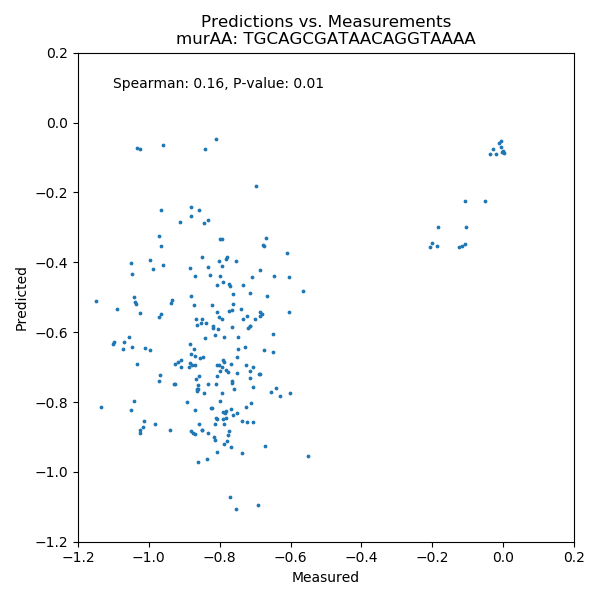 Predictions vs. Measurements
murAA: TGCAGCGATAACAGGTAAAA
Spearman: 0.16, P-value: 0.01
0.2
0.0
−0.2
−0.4
−0.6
−0.8
−1.0
−1.2
Predicted
−1.2 −1.0 −0.8 −0.6 −0.4 −0.2 0.0 0.2
Measured